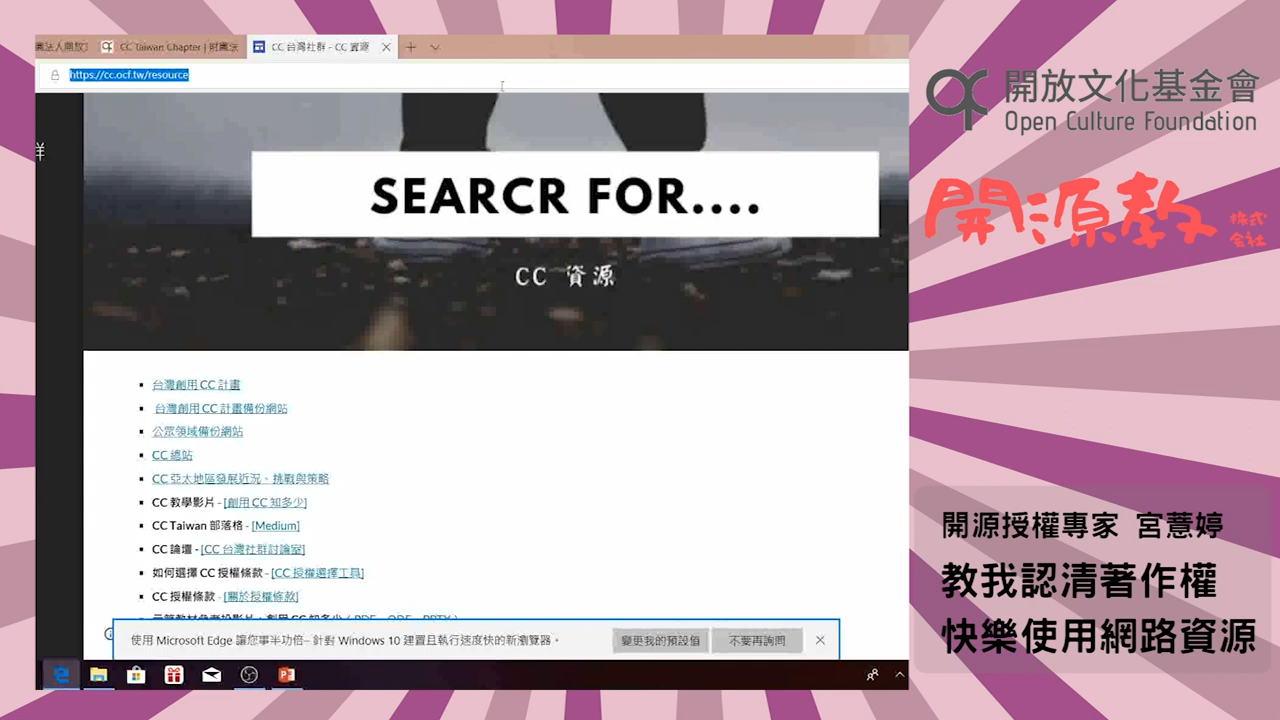 CC Taiwan Chapter | 財團法
CC 台灣社群 - CC 資源
https://cc.ocf.tw/resource
群
SEARCR FOR....
CC 資源
台灣創用 CC 計畫
台灣創用 CC 計畫備份網站
公眾領域備份網站
CC 總站
CC 亞太地區發展近況、挑戰與策略
CC 教學影片 - [創用 CC 知多少]
CC Taiwan 部落格 - [Medium]
CC 論壇 - [CC 台灣社群討論室]
如何選擇 CC 授權條款 - [CC 授權選擇工具]
CC 授權條款 - [關於授權條款]
使用 Microsoft Edge 讓您事半功倍– 針對 Windows 10 建置且執行速度快的新瀏覽器。
變更我的預設值
不要再詢問
開放文化基金會
Open Culture Foundation
開源教
株式
会社
開源授權專家 宮薏婷
教我認清著作權
快樂使用網路資源